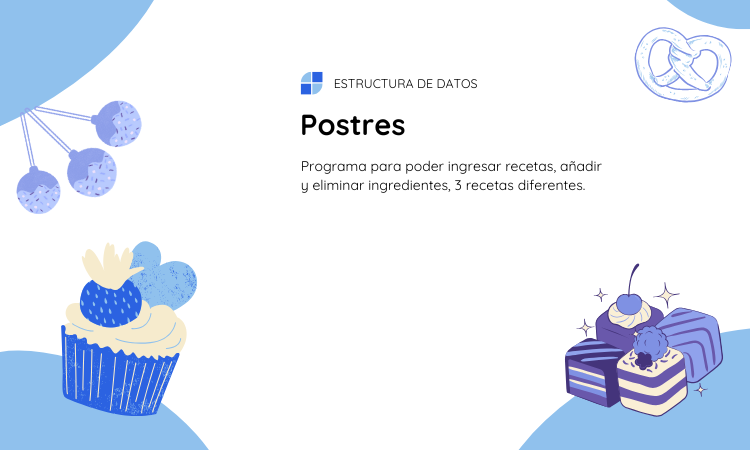 ESTRUCTURA DE DATOS
Postres
Programa para poder ingresar recetas, añadir
y eliminar ingredientes, 3 recetas diferentes.